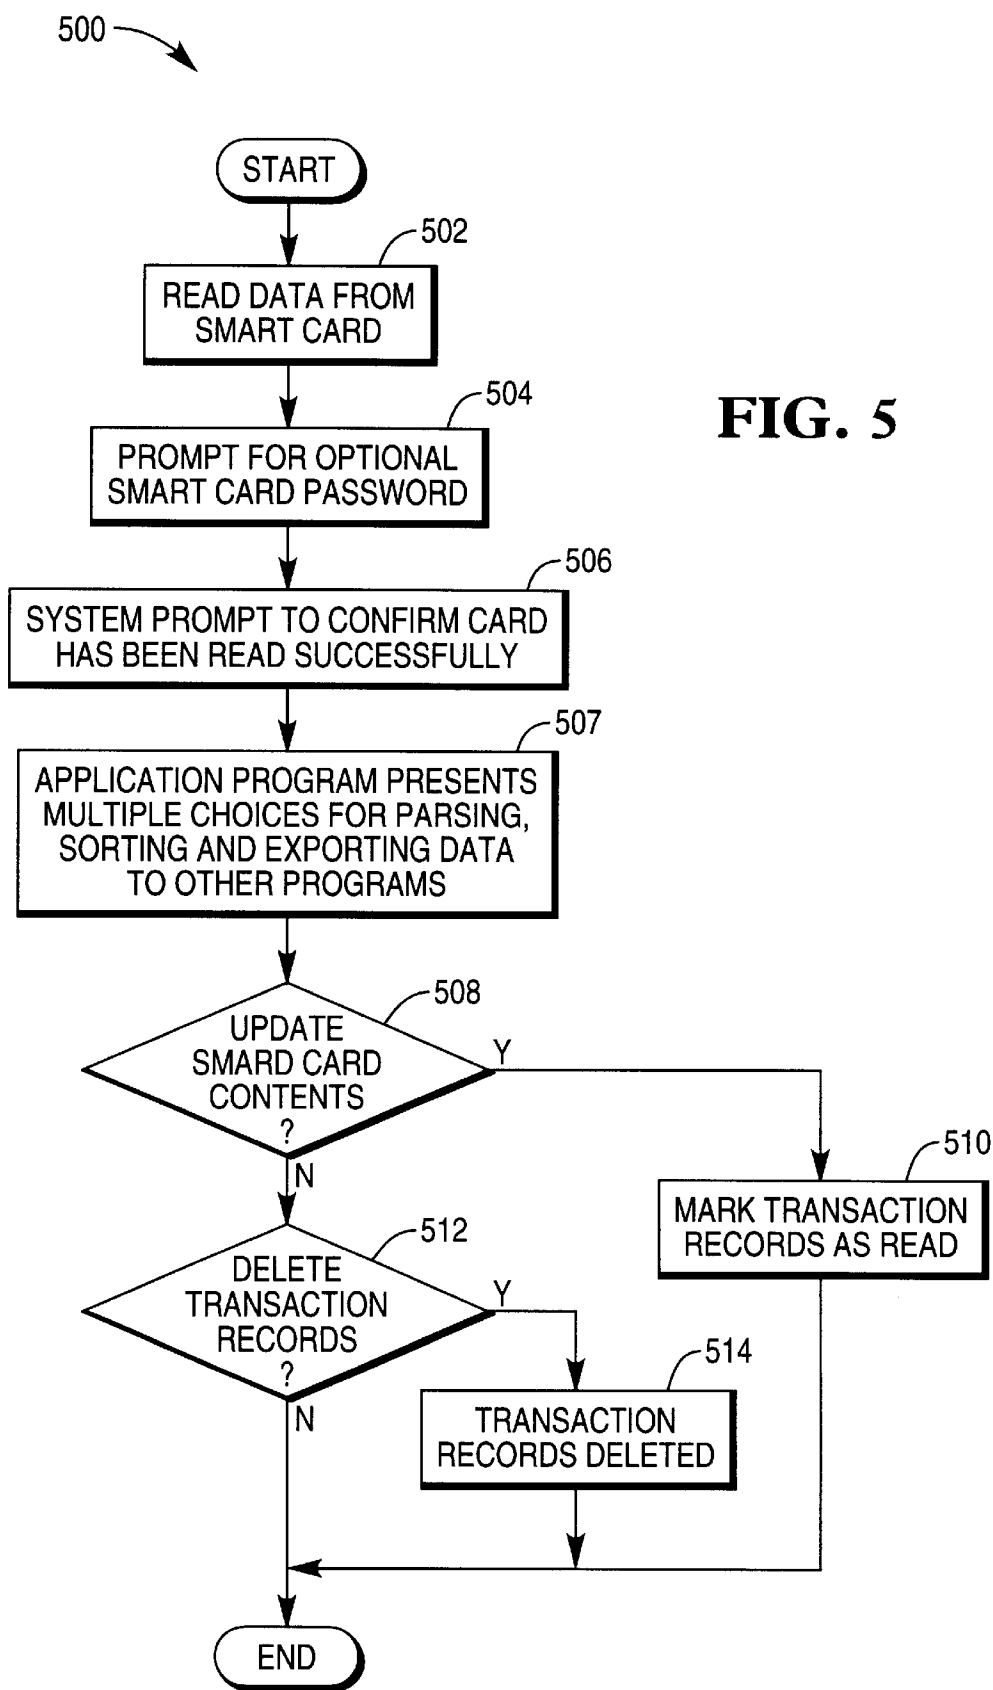 500
START
502
READ DATA FROM
SMART CARD
504
PROMPT FOR OPTIONAL
SMART CARD PASSWORD
FIG. 5
506
SYSTEM PROMPT TO CONFIRM CARD
HAS BEEN READ SUCCESSFULLY
507
APPLICATION PROGRAM PRESENTS
MULTIPLE CHOICES FOR PARSING,
SORTING AND EXPORTING DATA
TO OTHER PROGRAMS
508
UPDATE
SMARD CARD
CONTENTS
?
Y
N
510
MARK TRANSACTION
RECORDS AS READ
512
DELETE
TRANSACTION
RECORDS
?
Y
N
514
TRANSACTION
RECORDS DELETED
END